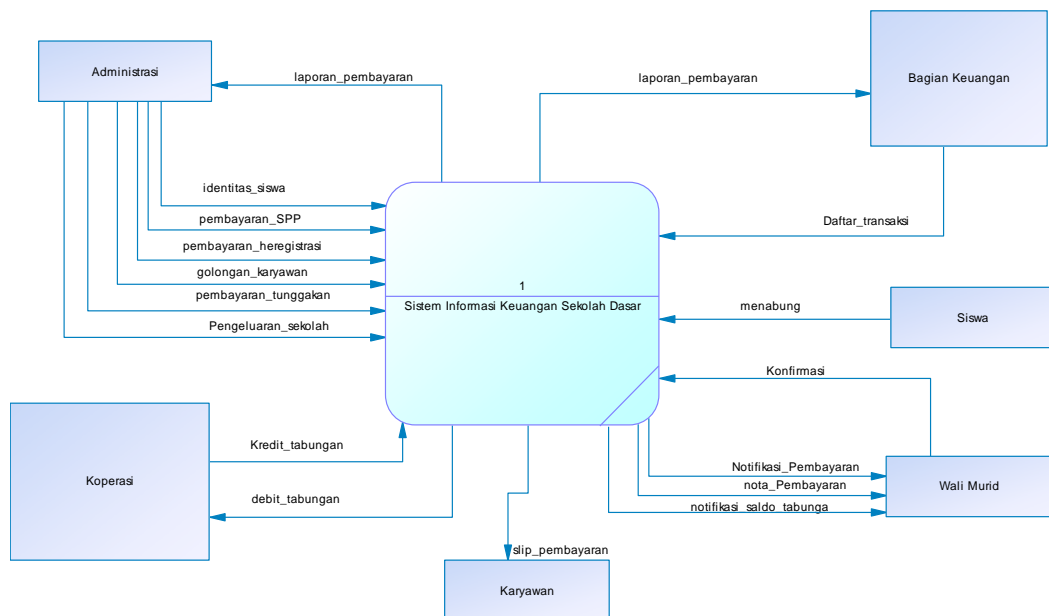 Administrasi
laporan_pembayaran
laporan_pembayaran
Bagian Keuangan
identitas_siswa
pembayaran_SPP
pembayaran_heregistrasi
golongan_karyawan
pembayaran_tunggakan
Pengeluaran_sekolah
1
Sistem Informasi Keuangan Sekolah Dasar
Daftar_transaksi
menabung
Siswa
Konfirmasi
Kredit_tabungan
Koperasi
debit_tabungan
Notifikasi_Pembayaran
nota_Pembayaran
notifikasi_saldo_tabunga
Wali Murid
slip_pembayaran
Karyawan